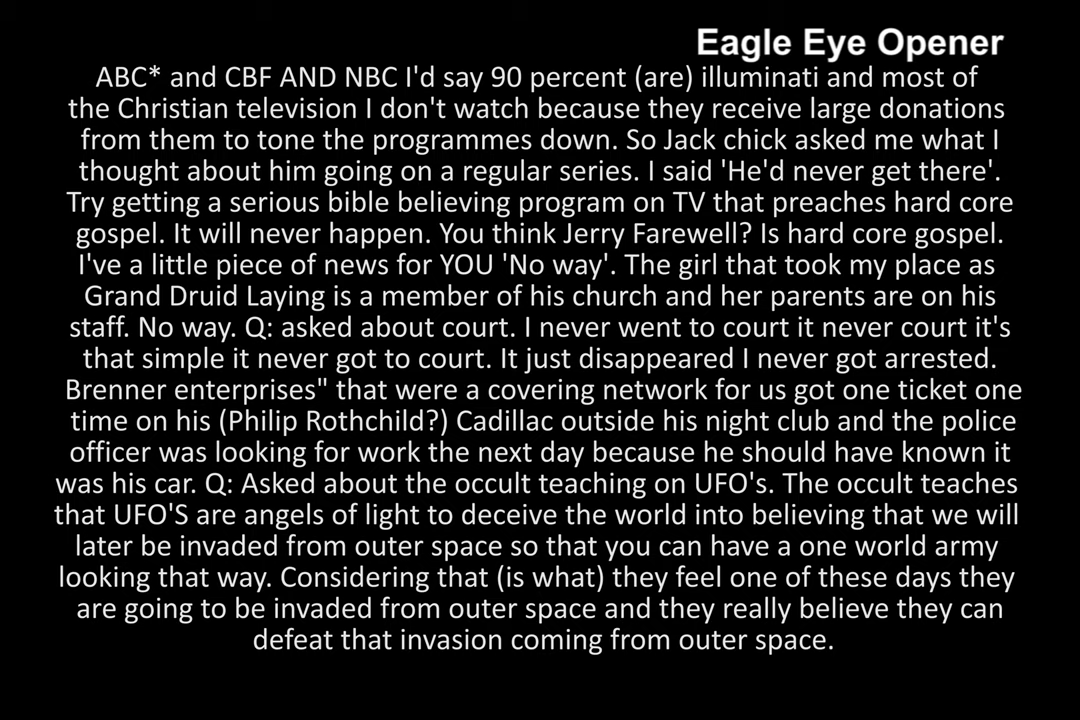 Eagle Eye Opener
ABC* and CBF AND NBC I'd say 90 percent (are) illuminati and most of
the Christian television I don't watch because they receive large donations
from them to tone the programmes down. So Jack chick asked me what I
thought about him going on a regular series. I said 'He'd never get there'.
Try getting a serious bible believing program on TV that preaches hard core
gospel. It will never happen. You think Jerry Farewell? Is hard core gospel.
I've a little piece of news for YOU 'No way'. The girl that took my place as
Grand Druid Laying is a member of his church and her parents are on his
staff. No way. Q: asked about court. I never went to court it never court it's
that simple it never got to court. It just disappeared I never got arrested.
Brenner enterprises" that were a covering network for us got one ticket one
time on his (Philip Rothchild?) Cadillac outside his night club and the police
officer was looking for work the next day because he should have known it
was his car. Q: Asked about the occult teaching on UFO's. The occult teaches
that UFO'S are angels of light to deceive the world into believing that we will
later be invaded from outer space so that you can have a one world army
looking that way. Considering that (is what) they feel one of these days they
are going to be invaded from outer space and they really believe they can
defeat that invasion coming from outer space.